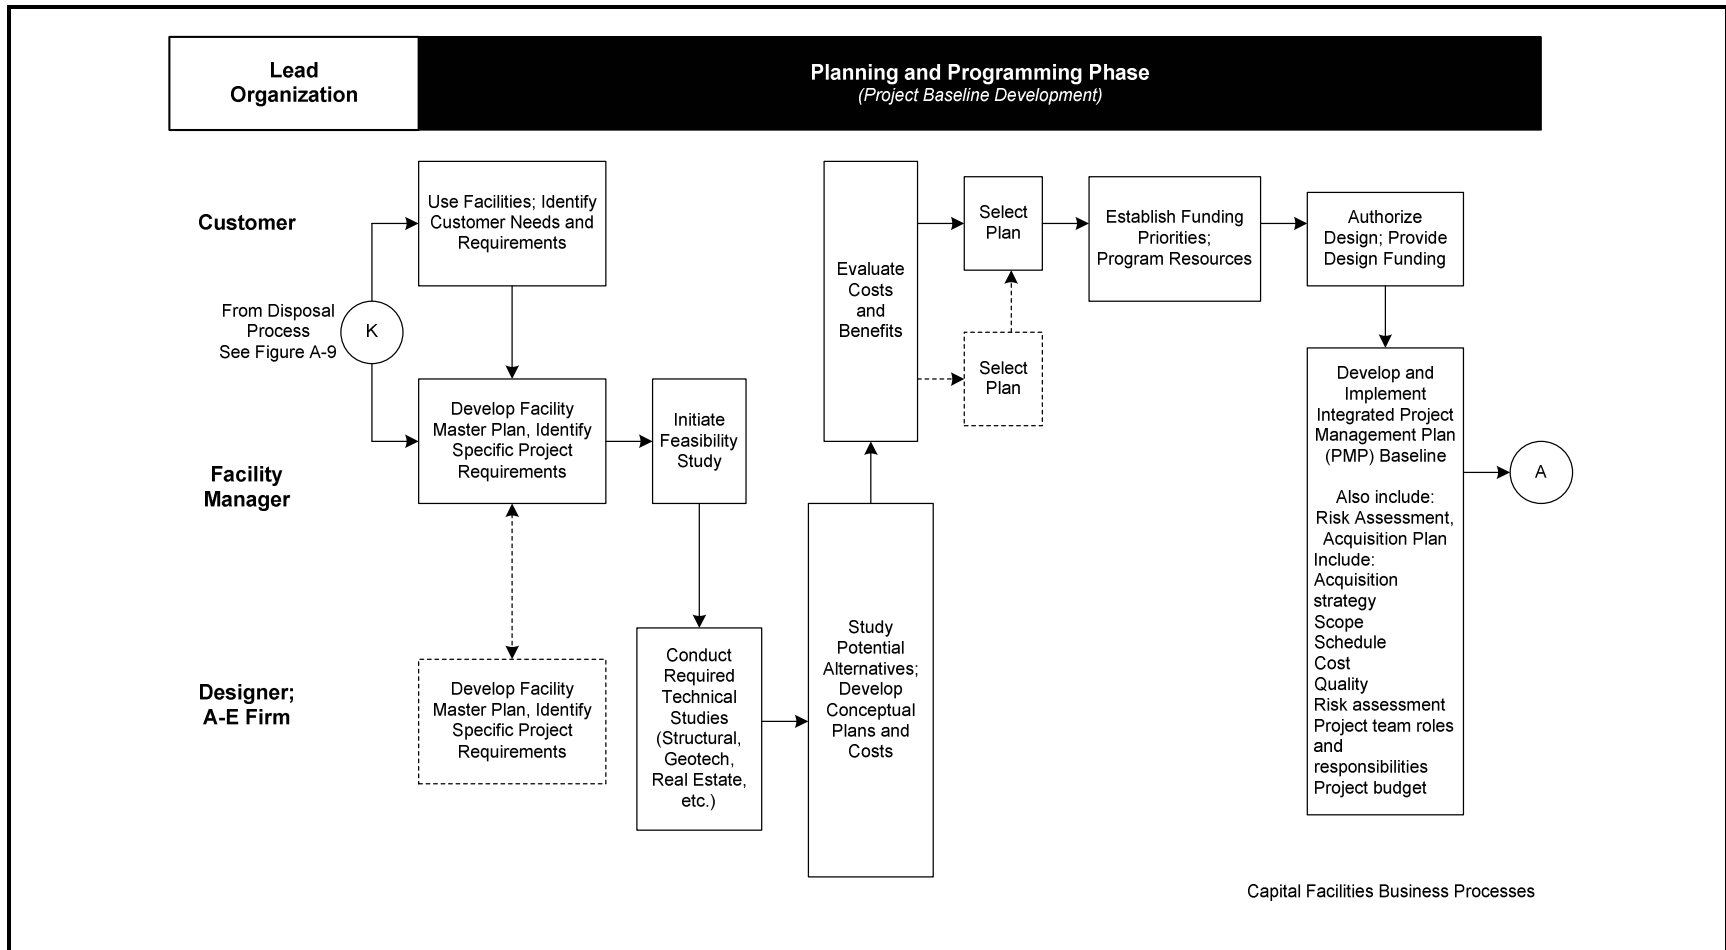 Lead
Organization
Planning and Programming Phase
(Project Baseline Development)
Customer
Use Facilities; Identify
Customer Needs and
Requirements
Evaluate
Costs
and
Benefits
Select
Plan
Establish Funding
Priorities;
Program Resources
Authorize
Design; Provide
Design Funding
From Disposal
Process
See Figure A-9
K
Select
Plan
Facility
Manager
Develop Facility
Master Plan, Identify
Specific Project
Requirements
Initiate
Feasibility
Study
Develop and
Implement
Integrated Project
Management Plan
(PMP) Baseline
Also include:
Risk Assessment,
Acquisition Plan
Include:
Acquisition
strategy
Scope
Schedule
Cost
Quality
Risk assessment
Project team roles
and
responsibilities
Project budget
A
Designer;
A-E Firm
Develop Facility
Master Plan, Identify
Specific Project
Requirements
Conduct
Required
Technical
Studies
(Structural,
Geotech,
Real Estate,
etc.)
Study
Potential
Alternatives;
Develop
Conceptual
Plans and
Costs
Capital Facilities Business Processes